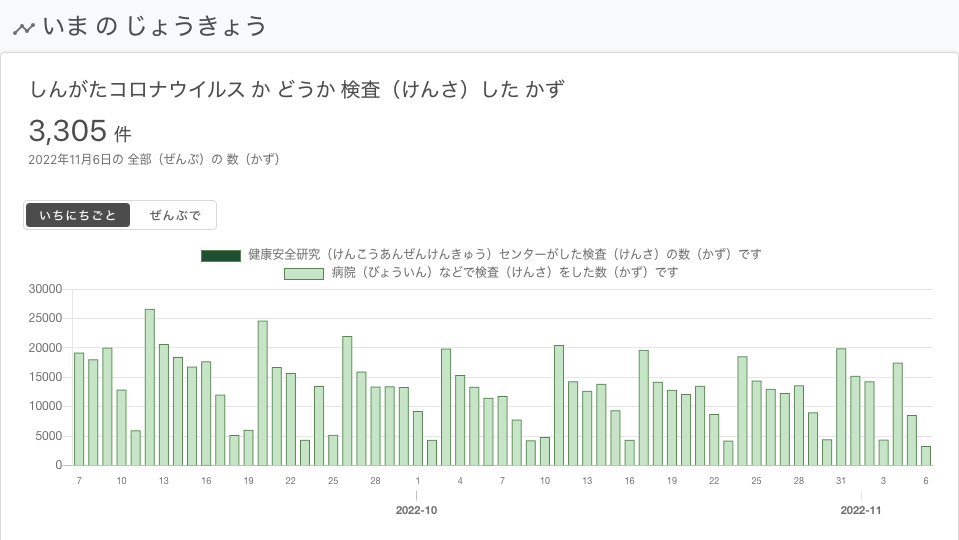 いま の じょうきょう
しんがたコロナウイルス か どうか 検査（けんさ）した かず
3,305 件
2022年11月6日の 全部（ぜんぶ）の 数（かず）
いちにちごと ぜんぶで
健康安全研究（けんこうあんぜんけんきゅう）センターがした検査（けんさ）の数（かず）です
病院（びょういん）などで検査（けんさ）をした数（かず）です
30000
25000
20000
15000
10000
5000
0
7 10 13 16 19 22 25 28 1 4 7 10 13 16 19 22 25 28 31 3 6
2022-10 2022-11